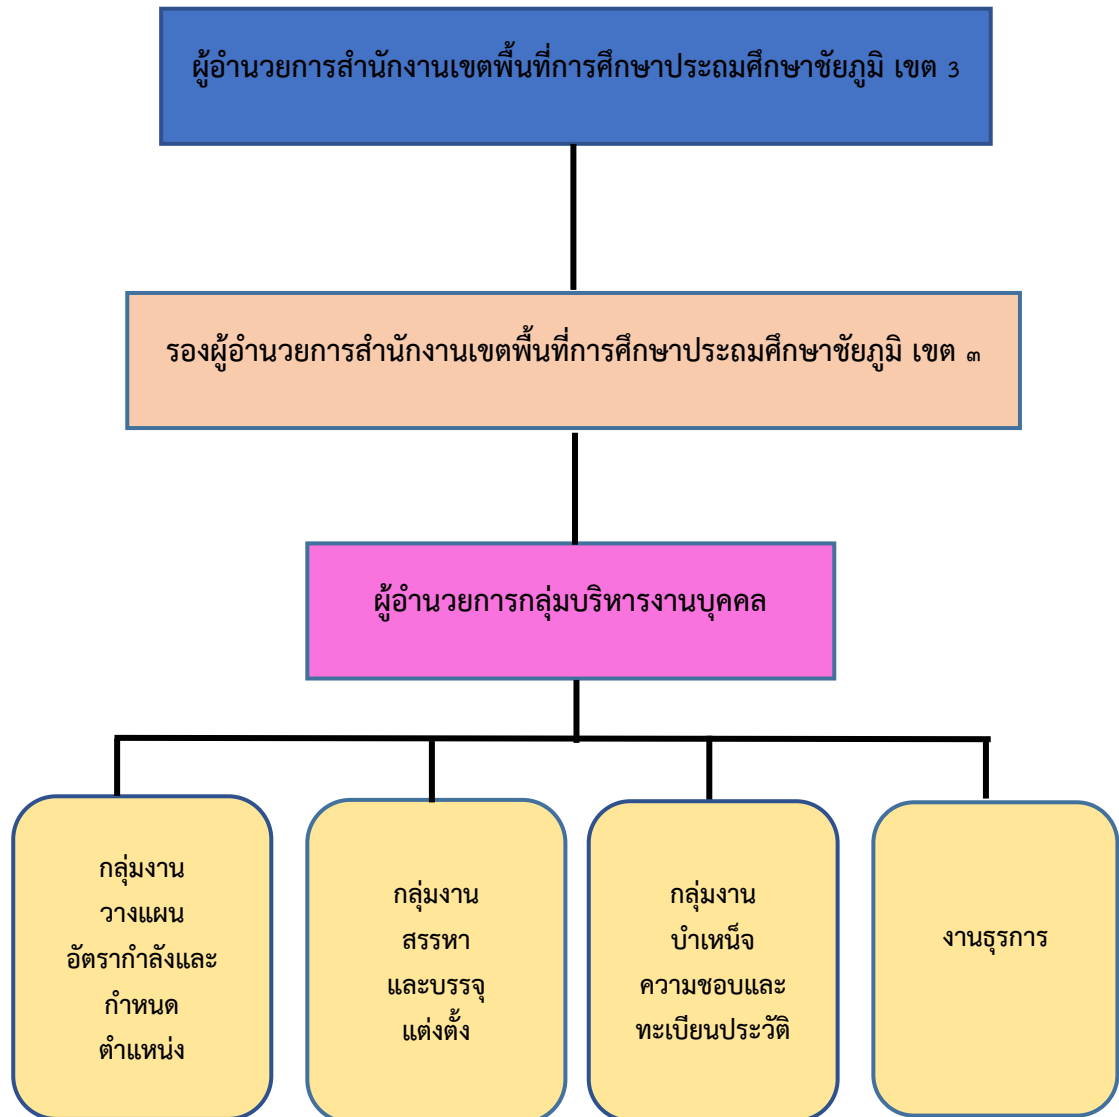 ผู้อำนวยการสำนักงานเขตพื้นที่การศึกษาประถมศึกษาชัยภูมิ เขต 3
รองผู้อำนวยการสำนักงานเขตพื้นที่การศึกษาประถมศึกษาชัยภูมิ เขต ๓
ผู้อำนวยการกลุ่มบริหารงานบุคคล
กลุ่มงาน
วางแผน
อัตรากำลังและ
กำหนด
ตำแหน่ง
กลุ่มงาน
สรรหา
และบรรจุ
แต่งตั้ง
กลุ่มงาน
บำเหน็จ
ความชอบและ
ทะเบียนประวัติ
งานธุรการ